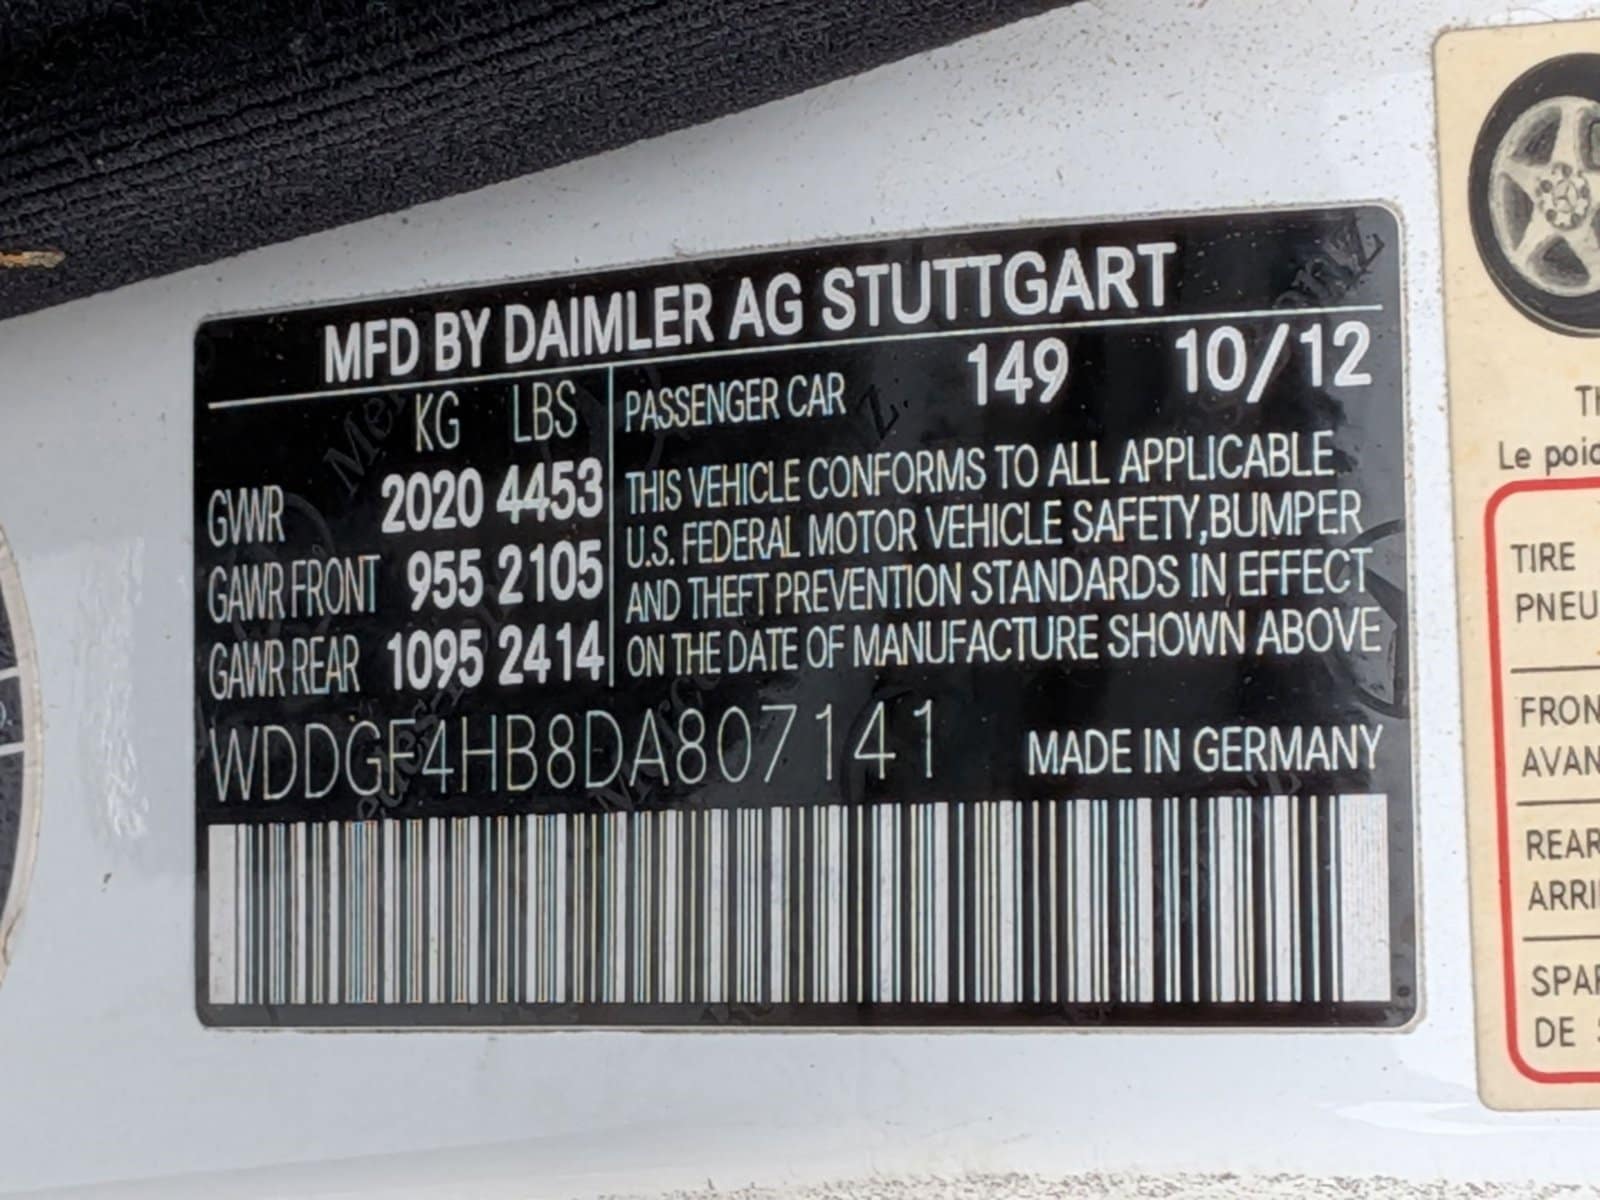 MFD BY DAIMLER AG STUTTGART
KG LBS
GVWR 2020 4453
GAWR FRONT 955 2105
GAWR REAR 1095 2414
PASSENGER CAR 149 10/12
THIS VEHICLE CONFORMS TO ALL APPLICABLE
U.S. FEDERAL MOTOR VEHICLE SAFETY,BUMPER
AND THEFT PREVENTION STANDARDS IN EFFECT
ON THE DATE OF MANUFACTURE SHOWN ABOVE
WDDGF4HB8DA807141 MADE IN GERMANY
Le
TIRE